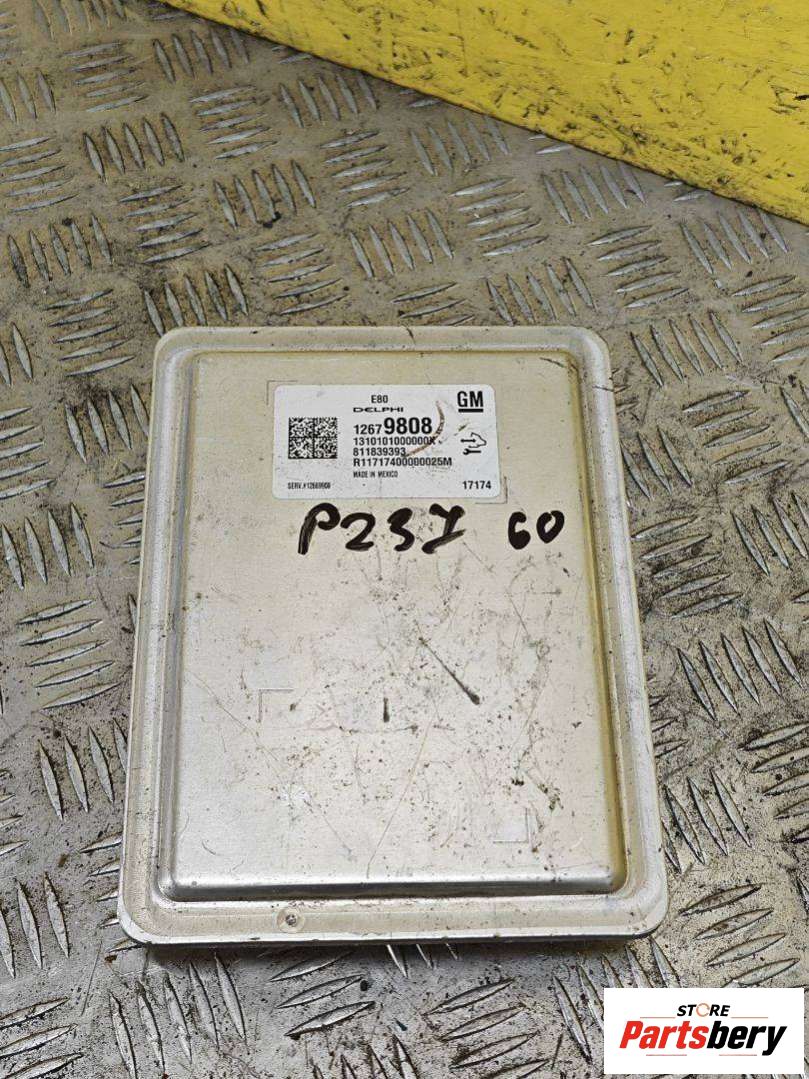 E80
DELPHI
GM
12679808
1310101000000X
811839393
R11717400000025M
MADE IN MEXICO
17174
P237 60
STORE
Partsbery